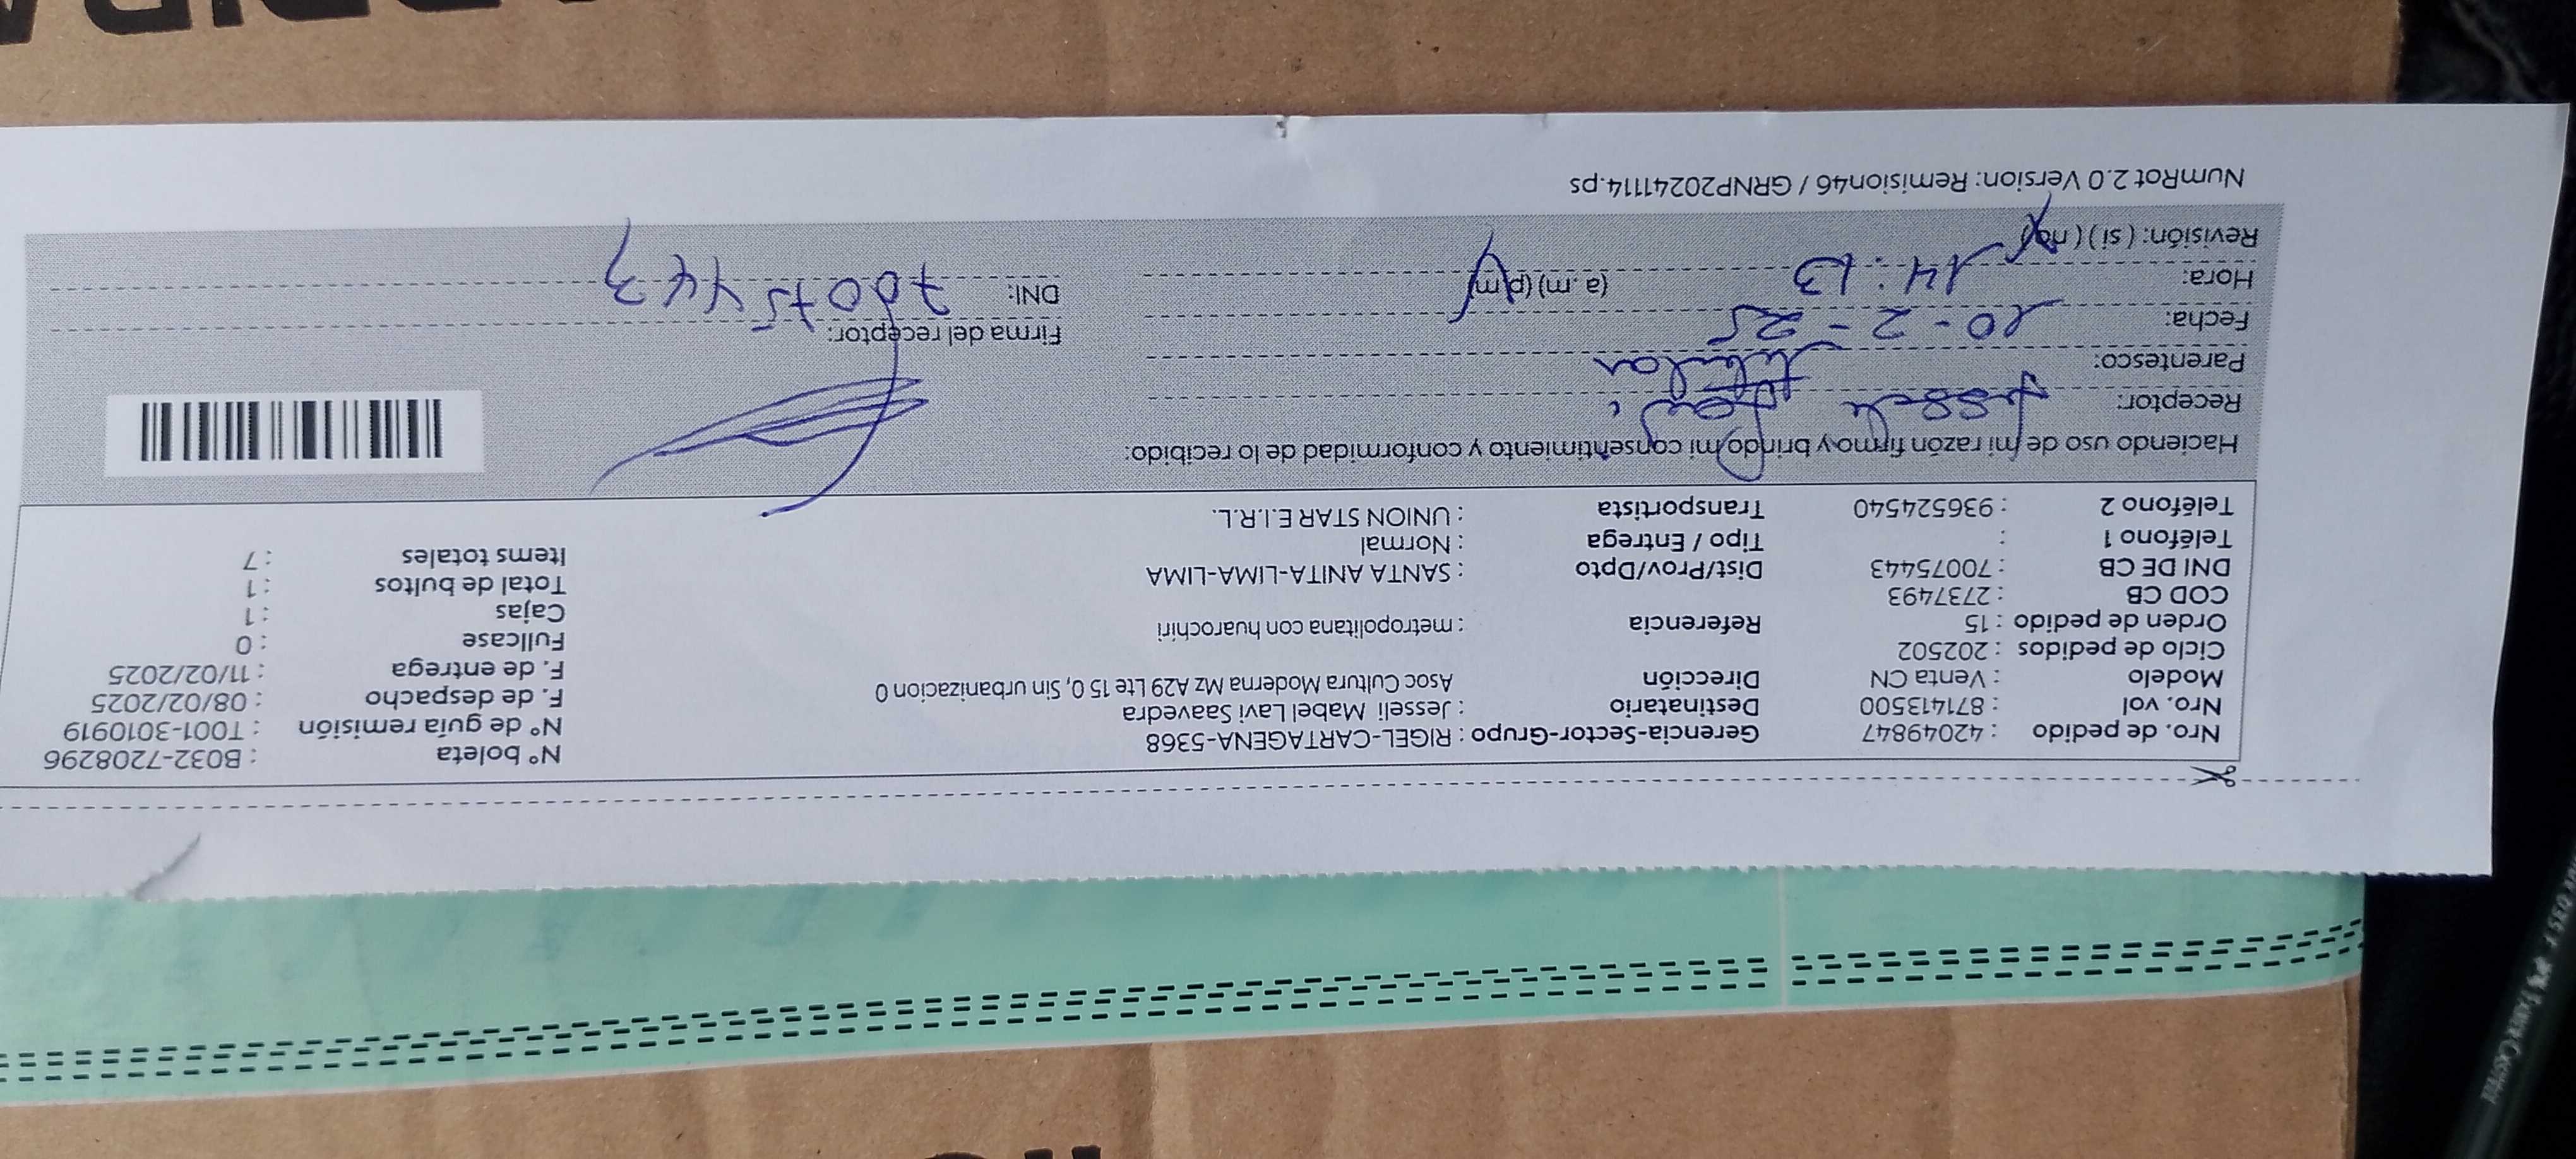 Nro. de pedido : 42049847 Gerencia-Sector-Grupo : RIGEL-CARTAGENA-5368 N° boleta : B032-7208296
Nro. vol : 871413500 Destinatario : Jesseli Mabel Lavi Saavedra N° de guía remisión : T001-3010919
Modelo : Venta CN Dirección Asoc Cultura Moderna Mz A29 Lte 15 0, Sin urbanizacion 0 F. de despacho : 08/02/2025
Ciclo de pedidos : 202502 F. de entrega : 11/02/2025
Orden de pedido : 15 Referencia : metropolitana con huarochiri Fullcase : 0
COD CB : 2737493 Cajas : 1
DNI DE CB : 70075443 Dist/Prov/Dpto : SANTA ANITA-LIMA-LIMA Total de bultos : 1
Teléfono 1 : Tipo / Entrega : Normal Items totales : 7
Teléfono 2 : 936524540 Transportista : UNION STAR E.I.R.L.
Haciendo uso de mi razón firmo y brindo mi consentimiento y conformidad de lo recibido:
Receptor:
Parentesco: titular
Fecha: 10-2-25 Firma del receptor:
Hora: 14:13 (a.m) (p.m) DNI: 70075443
Revisión: (si) (no)
NumRot 2.0 Version: Remision46 / GRNP20241114.ps